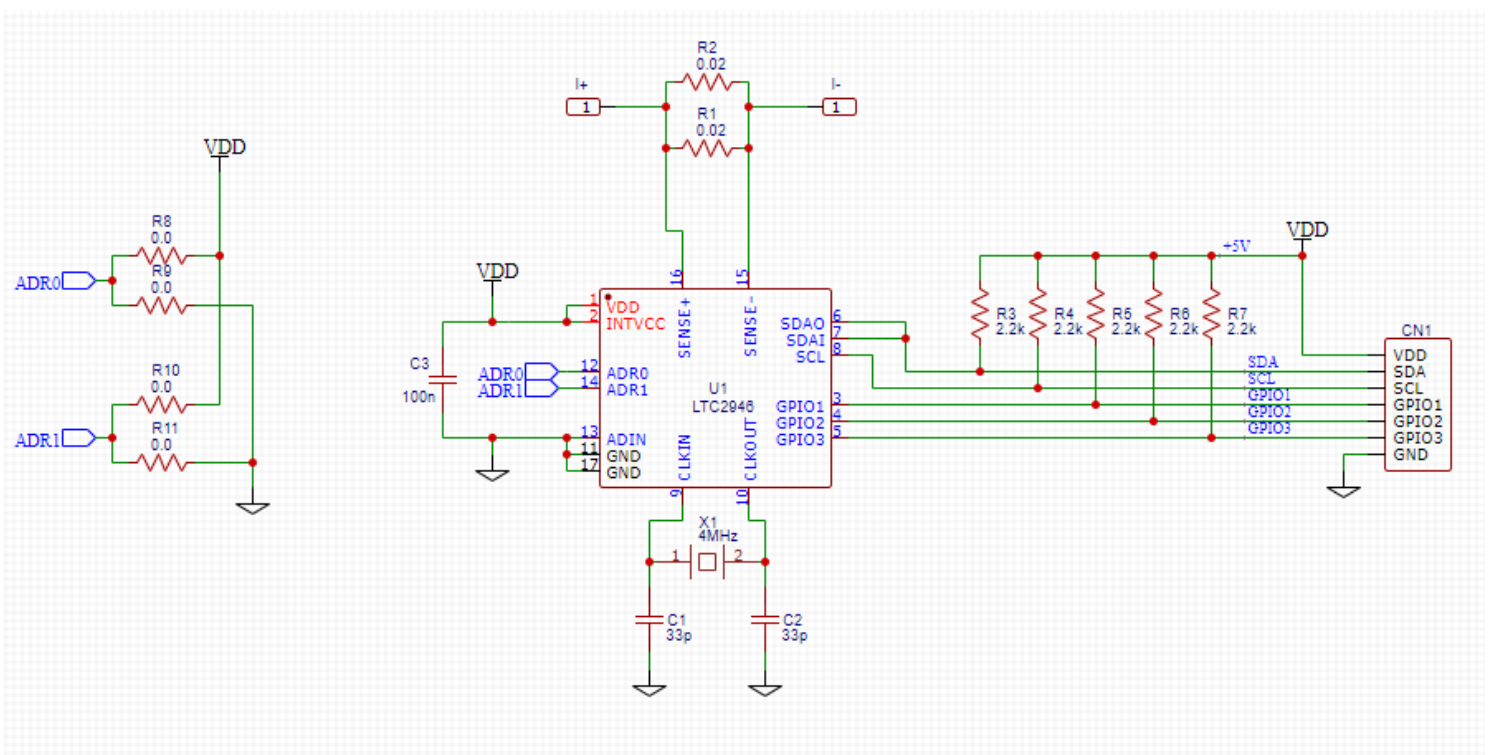 R2
0.02
I+
1
I-
1
R1
0.02
VDD
R8
0.0
R9
0.0
ADR0
R10
0.0
R11
0.0
ADR1
VDD
C3
100n
ADR0
ADR1
1
2
12
14
13
11
17
VDD
INTVCC
ADR0
ADR1
ADIN
GND
GND
16
15
SENSE+
SENSE-
U1
LTC2946
SDAO
SDAI
SCL
GPIO1
GPIO2
GPIO3
6
7
8
3
4
5
CLKIN
CLKOUT
9
10
X1
4MHz
1
2
C1
33p
C2
33p
+5V
VDD
R3
2.2k
R4
2.2k
R5
2.2k
R6
2.2k
R7
2.2k
SDA
SCL
GPIO1
GPIO2
GPIO3
CN1
VDD
SDA
SCL
GPIO1
GPIO2
GPIO3
GND